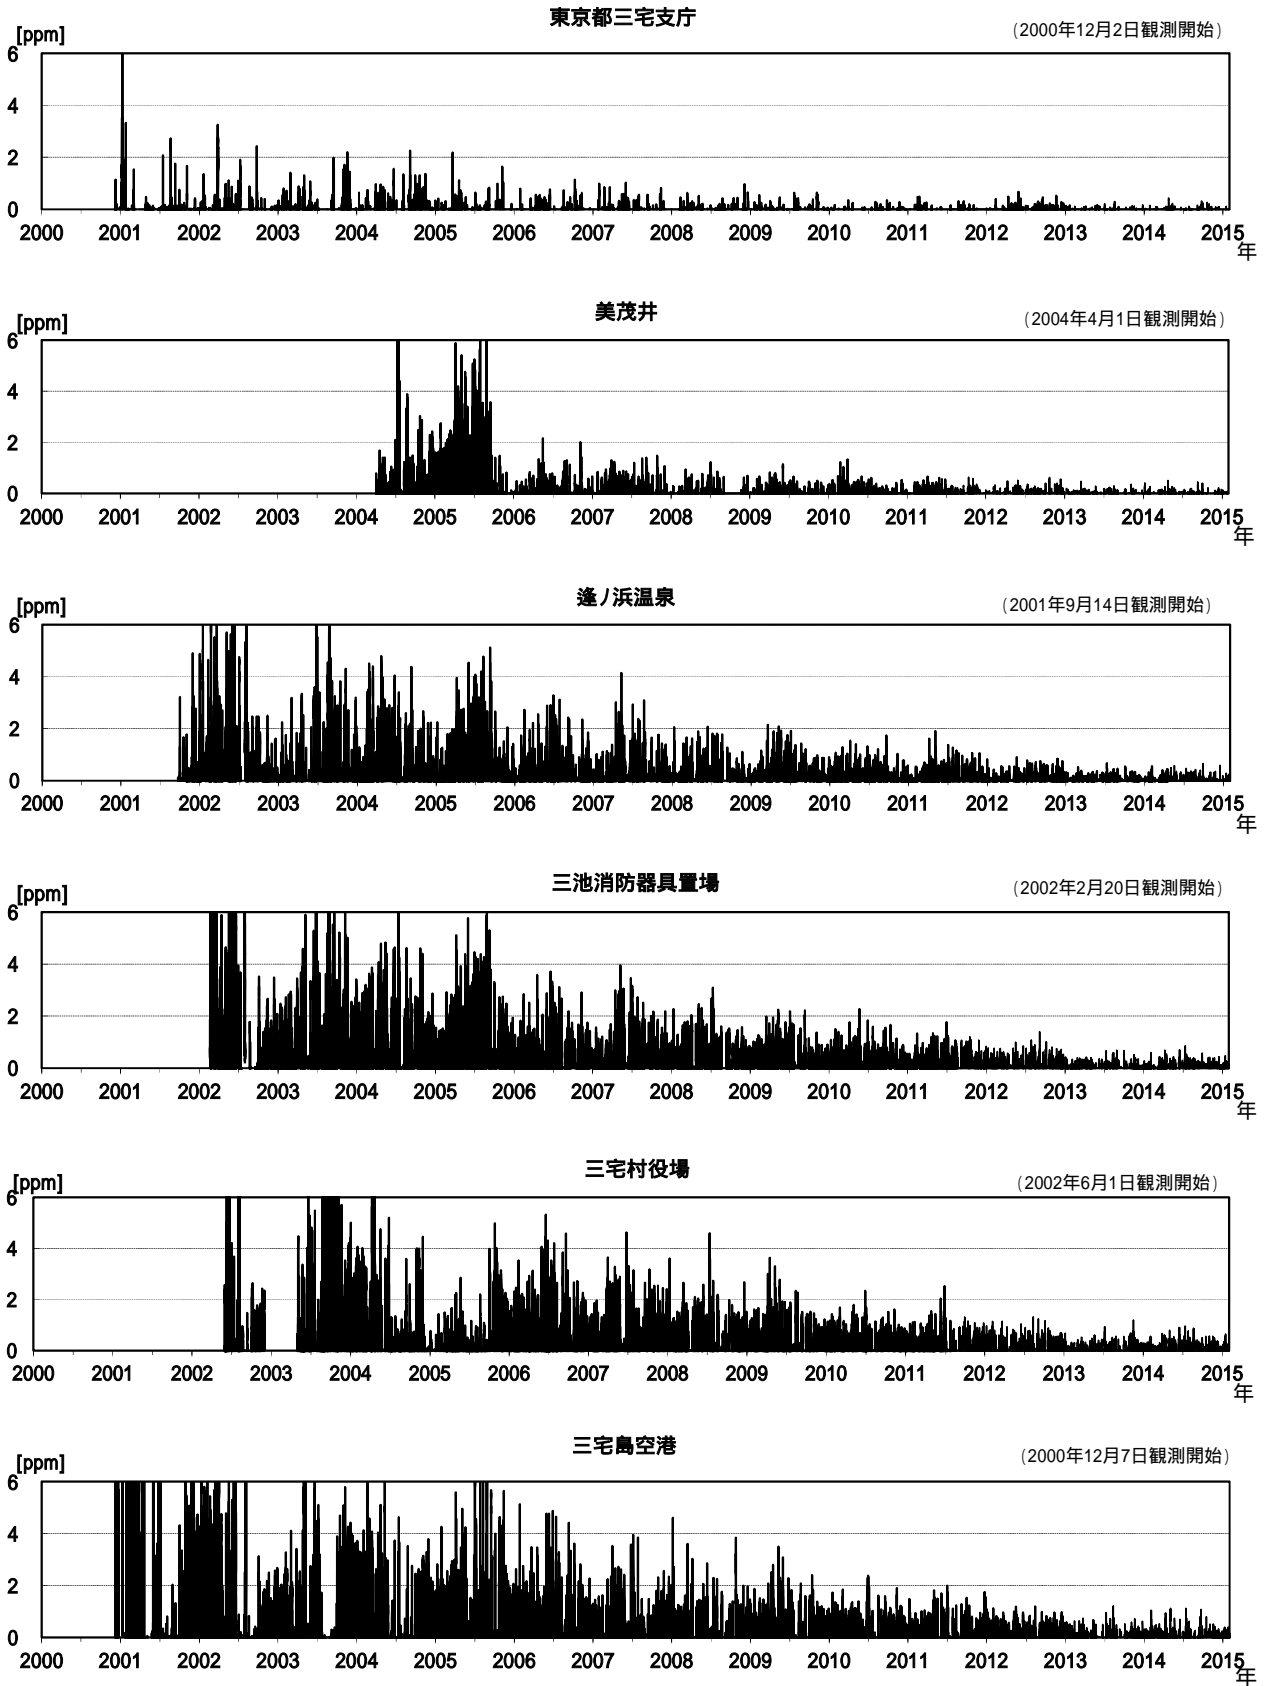 東京都三宅支庁
[ppm]
(2000年12月2日観測開始)
6
4
2
0
2000 2001 2002 2003 2004 2005 2006 2007 2008 2009 2010 2011 2012 2013 2014 2015
年
美茂井
[ppm]
(2004年4月1日観測開始)
6
4
2
0
2000 2001 2002 2003 2004 2005 2006 2007 2008 2009 2010 2011 2012 2013 2014 2015
年
逢ノ浜温泉
[ppm]
(2001年9月14日観測開始)
6
4
2
0
2000 2001 2002 2003 2004 2005 2006 2007 2008 2009 2010 2011 2012 2013 2014 2015
年
三池消防器具置場
[ppm]
(2002年2月20日観測開始)
6
4
2
0
2000 2001 2002 2003 2004 2005 2006 2007 2008 2009 2010 2011 2012 2013 2014 2015
年
三宅村役場
[ppm]
(2002年6月1日観測開始)
6
4
2
0
2000 2001 2002 2003 2004 2005 2006 2007 2008 2009 2010 2011 2012 2013 2014 2015
年
三宅島空港
[ppm]
(2000年12月7日観測開始)
6
4
2
0
2000 2001 2002 2003 2004 2005 2006 2007 2008 2009 2010 2011 2012 2013 2014 2015
年